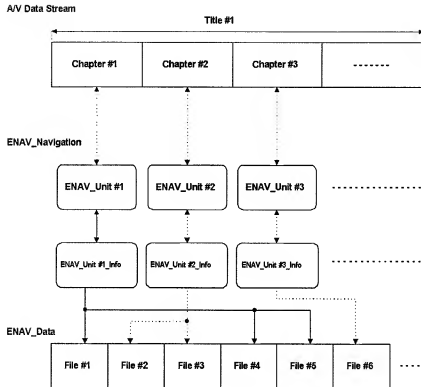 A/V Data Stream
Title #1
Chapter #1 Chapter #2 Chapter #3
ENAV_Navigation
ENAV_Unit #1 ENAV_Unit #2 ENAV_Unit #3
ENAV_Unit #1_Info ENAV_Unit #2_Info ENAV_Unit #3_Info
ENAV_Data
File #1 File #2 File #3 File #4 File #5 File #6